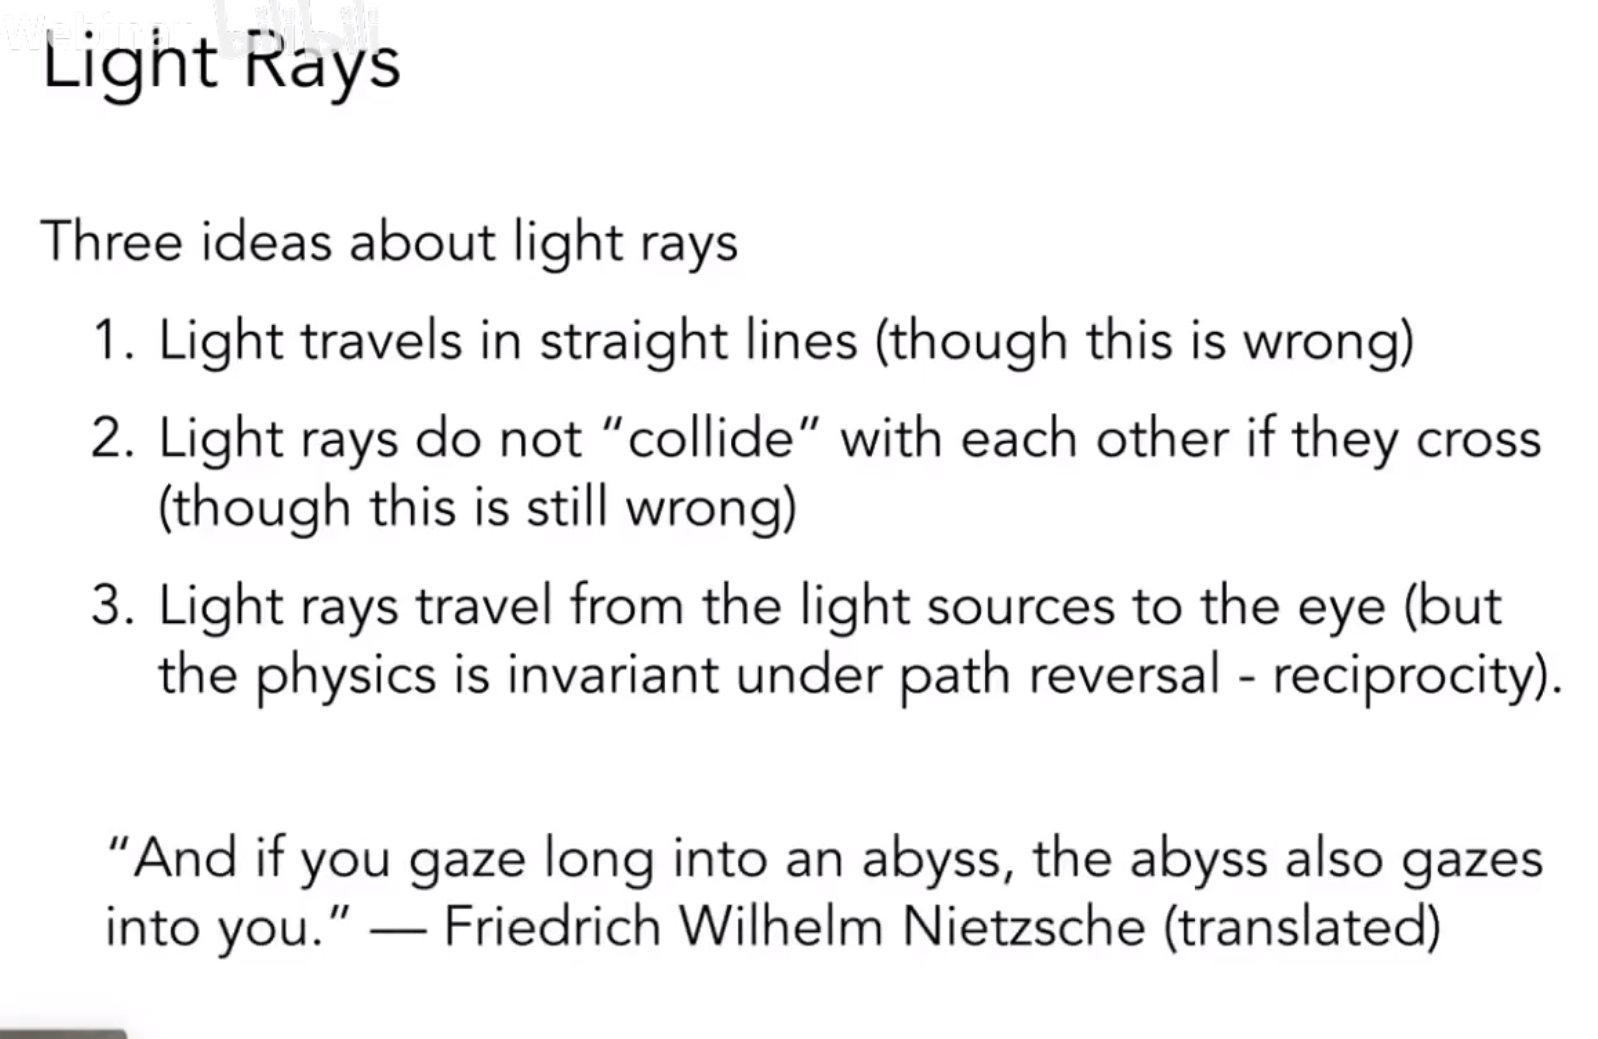 Webinar bilibili
Light Rays
Three ideas about light rays
1. Light travels in straight lines (though this is wrong)
2. Light rays do not “collide” with each other if they cross
(though this is still wrong)
3. Light rays travel from the light sources to the eye (but
the physics is invariant under path reversal - reciprocity).
“And if you gaze long into an abyss, the abyss also gazes
into you.” — Friedrich Wilhelm Nietzsche (translated)